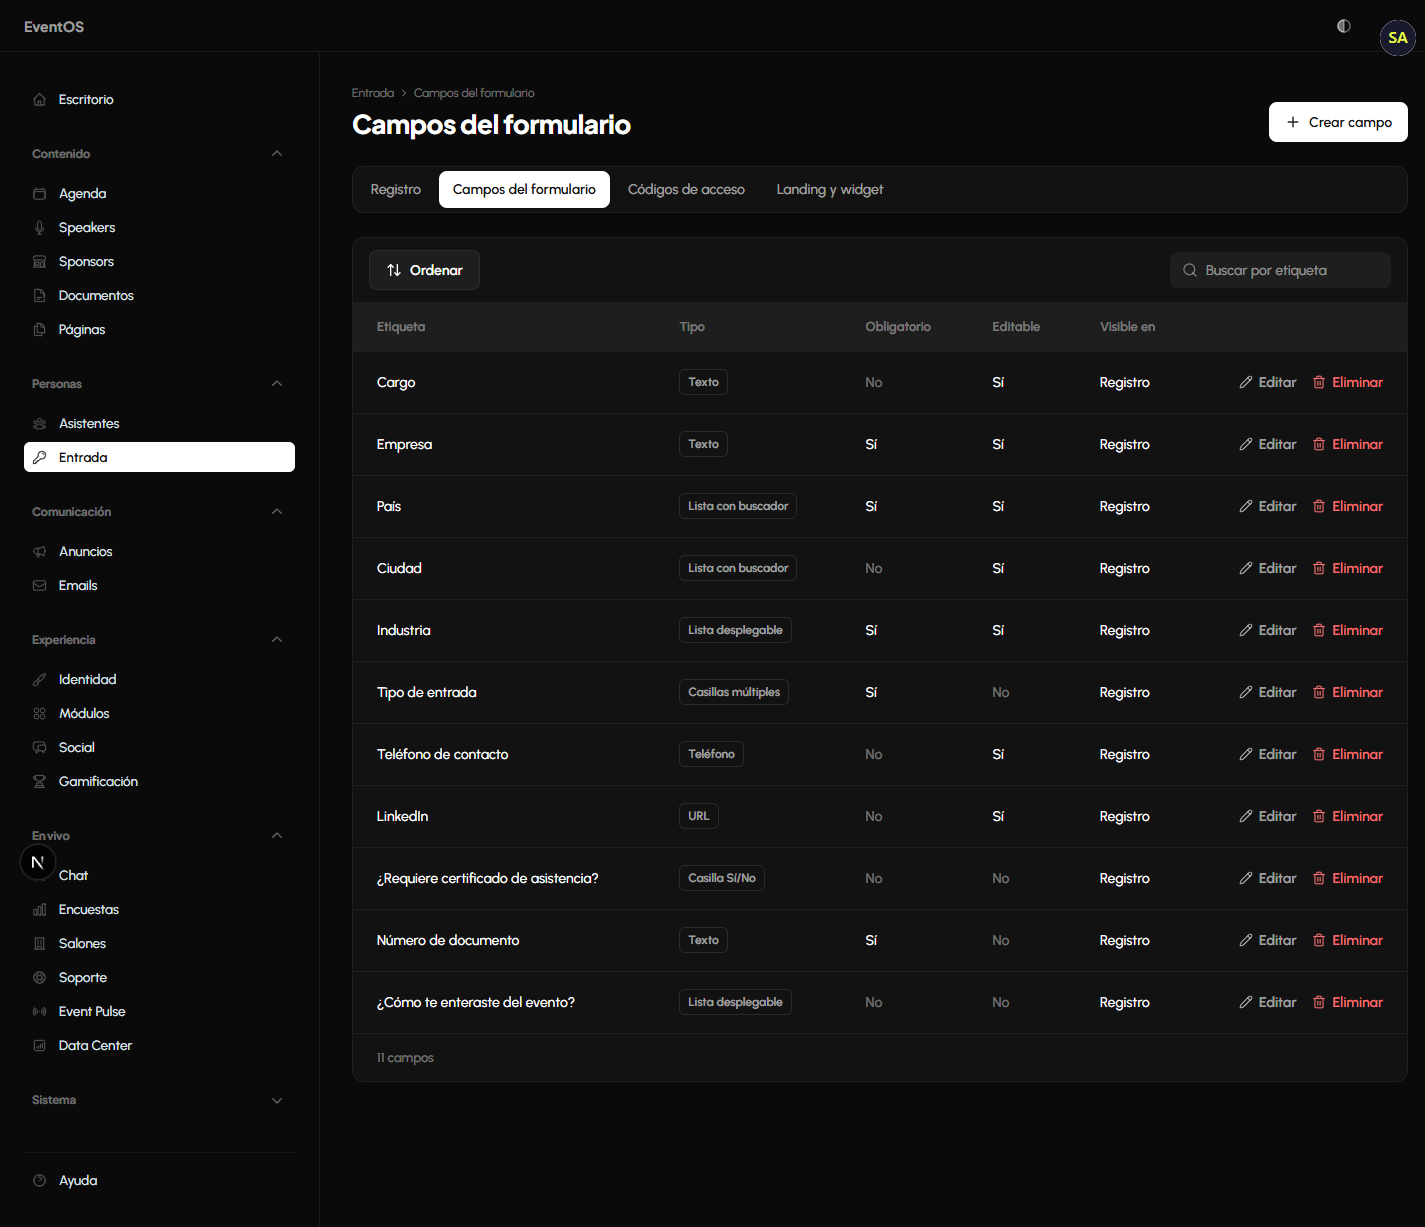 EventOS
SA
Escritorio
Contenido
Agenda
Speakers
Sponsors
Documentos
Páginas
Personas
Asistentes
Entrada
Comunicación
Anuncios
Emails
Experiencia
Identidad
Módulos
Social
Gamificación
En vivo
N
Chat
Encuestas
Salones
Soporte
Event Pulse
Data Center
Sistema
Ayuda
Entrada > Campos del formulario
Campos del formulario
+ Crear campo
Registro Campos del formulario Códigos de acceso Landing y widget
Ordenar Buscar por etiqueta
Etiqueta Tipo Obligatorio Editable Visible en
Cargo Texto No Sí Registro Editar Eliminar
Empresa Texto Sí Sí Registro Editar Eliminar
País Lista con buscador Sí Sí Registro Editar Eliminar
Ciudad Lista con buscador No Sí Registro Editar Eliminar
Industria Lista desplegable Sí Sí Registro Editar Eliminar
Tipo de entrada Casillas múltiples Sí No Registro Editar Eliminar
Teléfono de contacto Teléfono No Sí Registro Editar Eliminar
LinkedIn URL No Sí Registro Editar Eliminar
¿Requiere certificado de asistencia? Casilla Sí/No No No Registro Editar Eliminar
Número de documento Texto Sí No Registro Editar Eliminar
¿Cómo te enteraste del evento? Lista desplegable No No Registro Editar Eliminar
11 campos